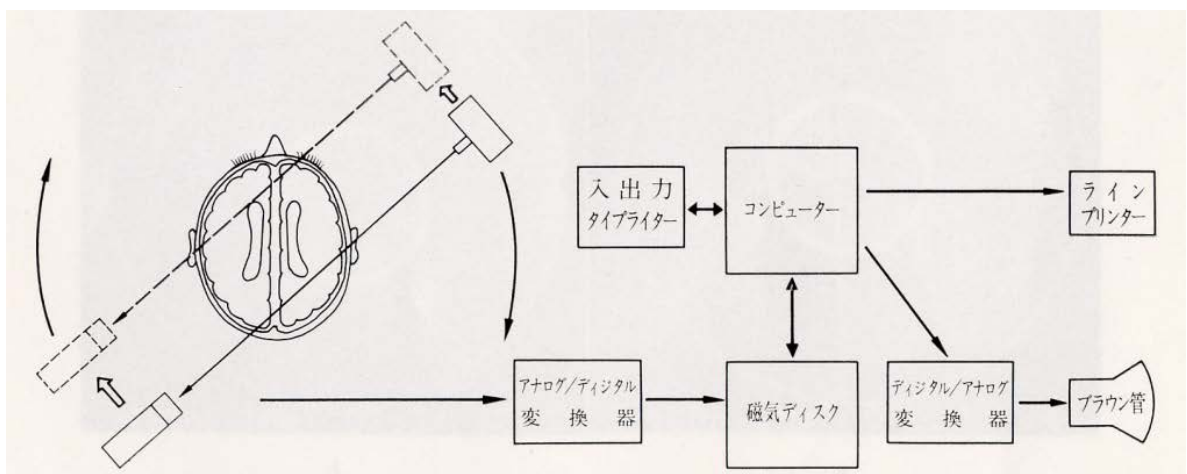 入出力
タイプライター
コンピューター
ライン
プリンター
アナログ/ディジタル
変換器
磁気ディスク
ディジタル/アナログ
変換器
ブラウン管